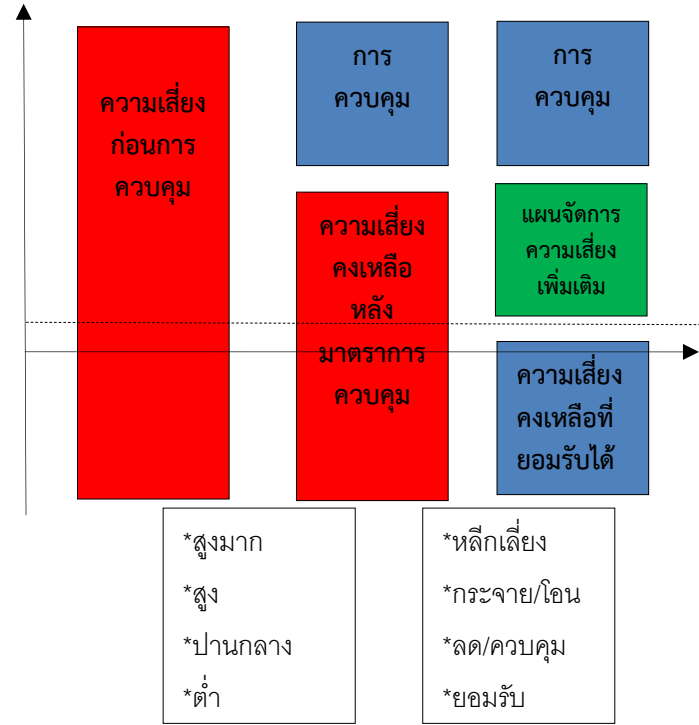 ความเสี่ยง
ก่อนการ
ควบคุม
การ
ควบคุม
การ
ควบคุม
ความเสี่ยง
คงเหลือ
หลัง
มาตราการ
ควบคุม
แผนจัดการ
ความเสี่ยง
เพิ่มเติม
ความเสี่ยง
คงเหลือที่
ยอมรับได้
*สูงมาก
*สูง
*ปานกลาง
*ต่ำ
*หลีกเลี่ยง
*กระจาย/โอน
*ลด/ควบคุม
*ยอมรับ